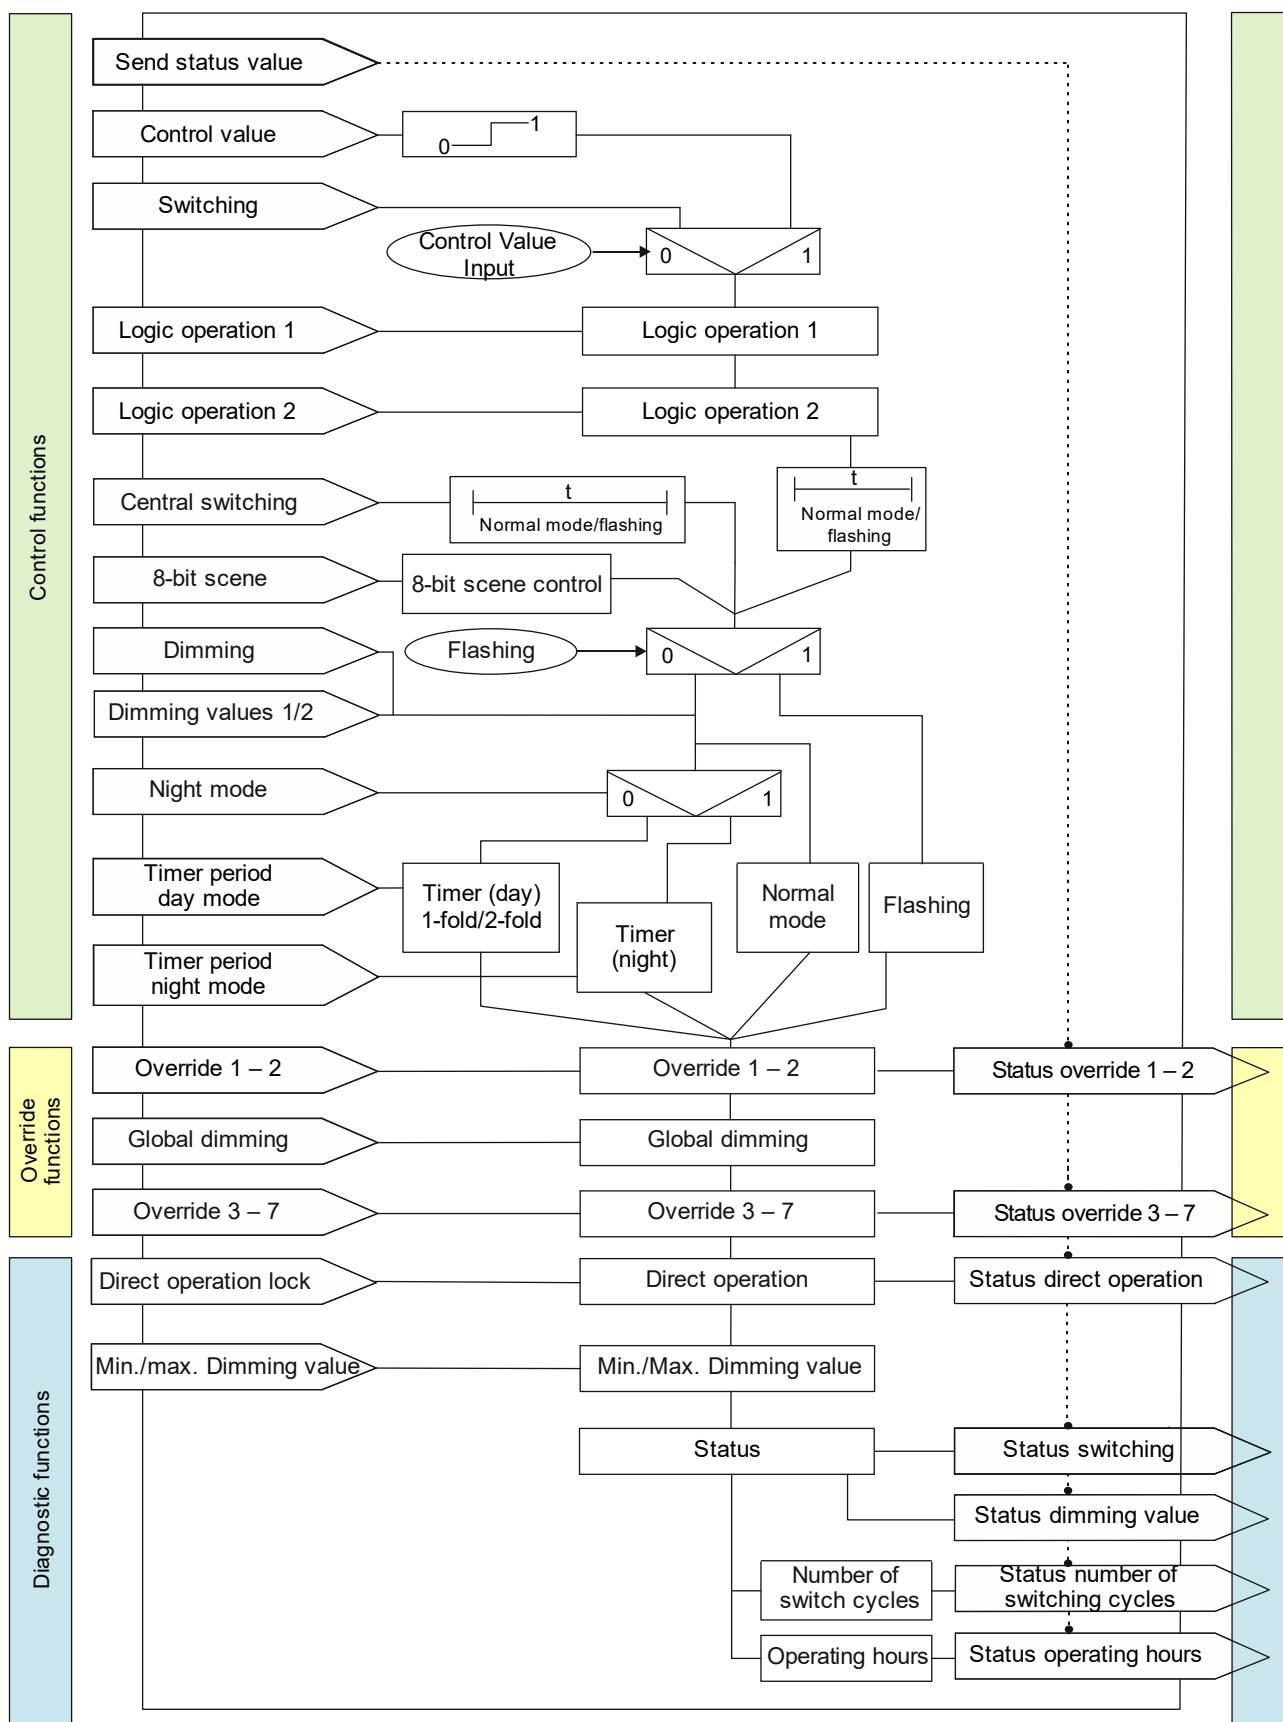 Control functions
Override
functions
Diagnostic functions
Send status value
Control value
0
1
Switching
Control Value
Input
0
1
Logic operation 1
Logic operation 1
Logic operation 2
Logic operation 2
Central switching
t
Normal mode/flashing
t
Normal mode/
flashing
8-bit scene
8-bit scene control
Dimming
Flashing
0
1
Dimming values 1/2
Night mode
0
1
Timer period
day mode
Timer (day)
1-fold/2-fold
Timer
(night)
Normal
mode
Flashing
Timer period
night mode
Override 1 – 2
Override 1 – 2
Status override 1 – 2
Global dimming
Global dimming
Override 3 – 7
Override 3 – 7
Status override 3 – 7
Direct operation lock
Direct operation
Status direct operation
Min./max. Dimming value
Min./Max. Dimming value
Status
Status switching
Status dimming value
Number of
switch cycles
Status number of
switching cycles
Operating hours
Status operating hours